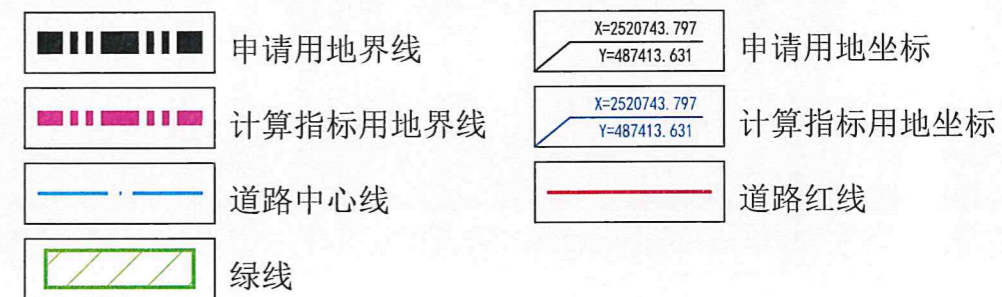 X=2520743.797
申请用地界线
Y=487413.631
申请用地坐标
X=2520743.797
计算指标用地界线
Y=487413.631
计算指标用地坐标
道路中心线
道路红线
绿线